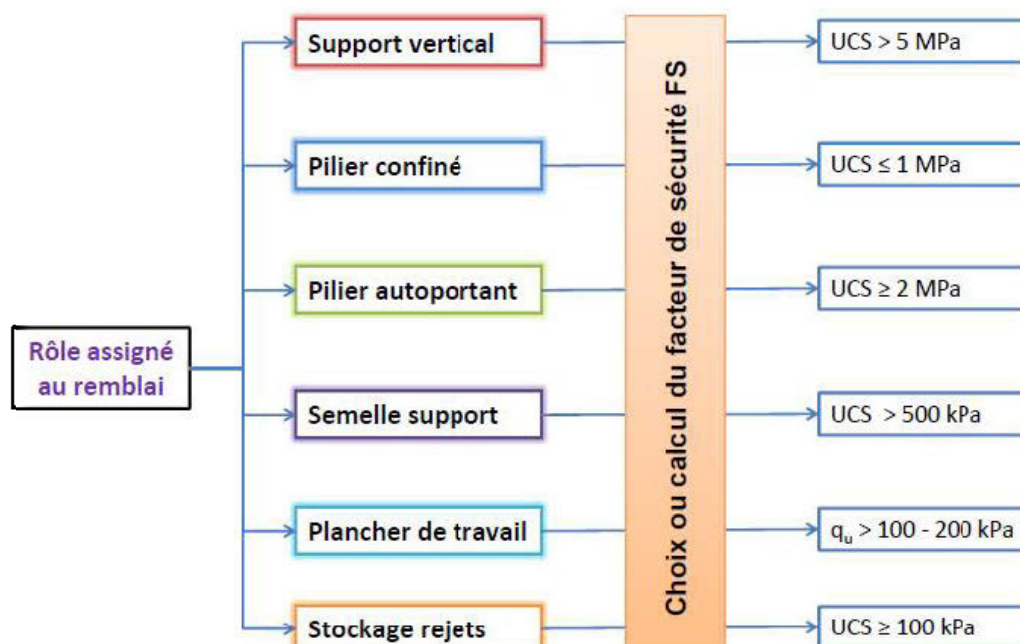 Support vertical
UCS > 5 MPa
Pilier confiné
UCS ≤ 1 MPa
Pilier autoportant
UCS ≥ 2 MPa
Rôle assigné
au remblai
Choix ou calcul du facteur de sécurité FS
Semelle support
UCS > 500 kPa
Plancher de travail
qu > 100 - 200 kPa
Stockage rejets
UCS ≥ 100 kPa